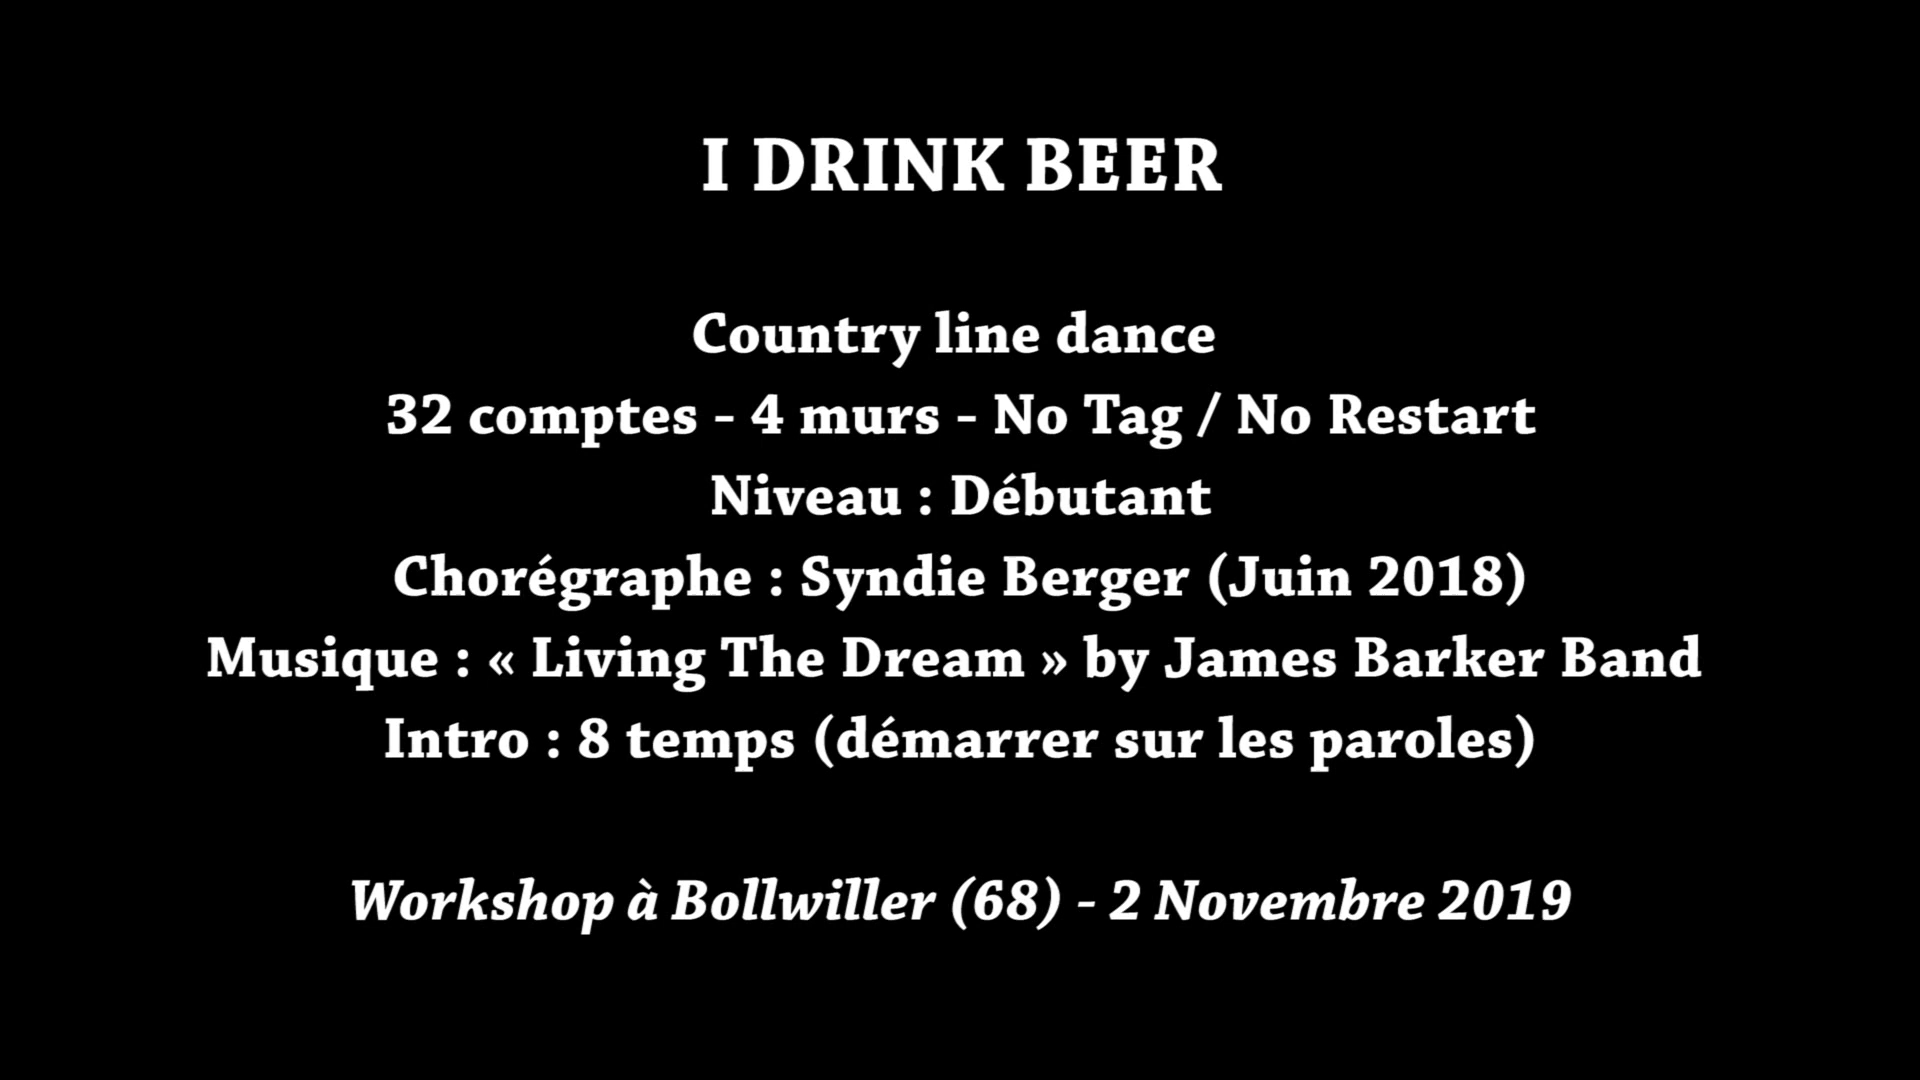 I DRINK BEER
Country line dance
32 comptes - 4 murs - No Tag / No Restart
Niveau : Débutant
Chorégraphe : Syndie Berger (Juin 2018)
Musique : « Living The Dream » by James Barker Band
Intro : 8 temps (démarrer sur les paroles)
Workshop à Bollwiller (68) - 2 Novembre 2019